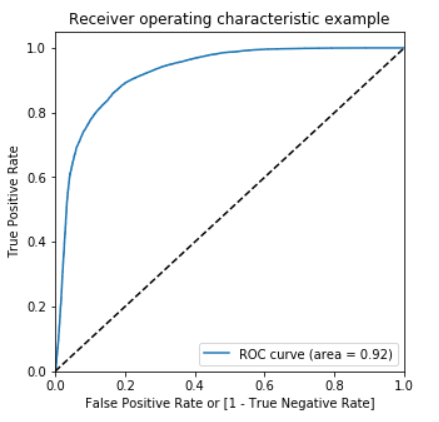 Receiver operating characteristic example
True Positive Rate
1.0
0.8
0.6
0.4
0.2
0.0
ROC curve (area = 0.92)
0.0 0.2 0.4 0.6 0.8 1.0
False Positive Rate or [1 - True Negative Rate]